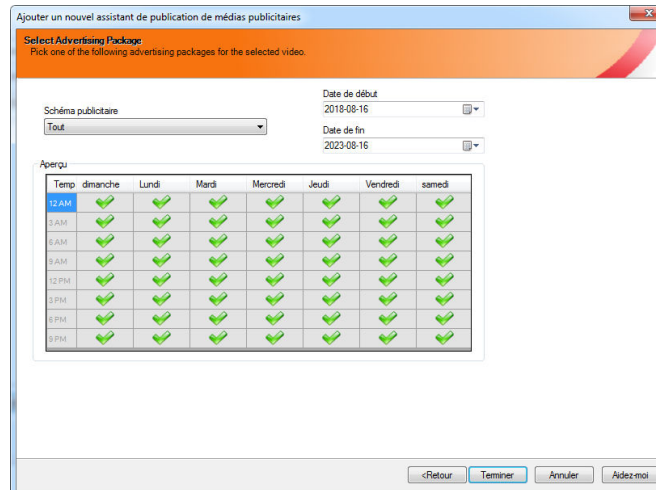 Ajouter un nouvel assistant de publication de médias publicitaires
Select Advertising Package
Pick one of the following advertising packages for the selected video.
Schéma publicitaire
Tout
Date de début
2018-08-16
Date de fin
2023-08-16
Aperçu
Temp dimanche Lundi Mardi Mercredi Jeudi Vendredi samedi
12 AM
3 AM
6 AM
9 AM
12 PM
3 PM
6 PM
9 PM
<Retour Terminer Annuler Aidez-moi